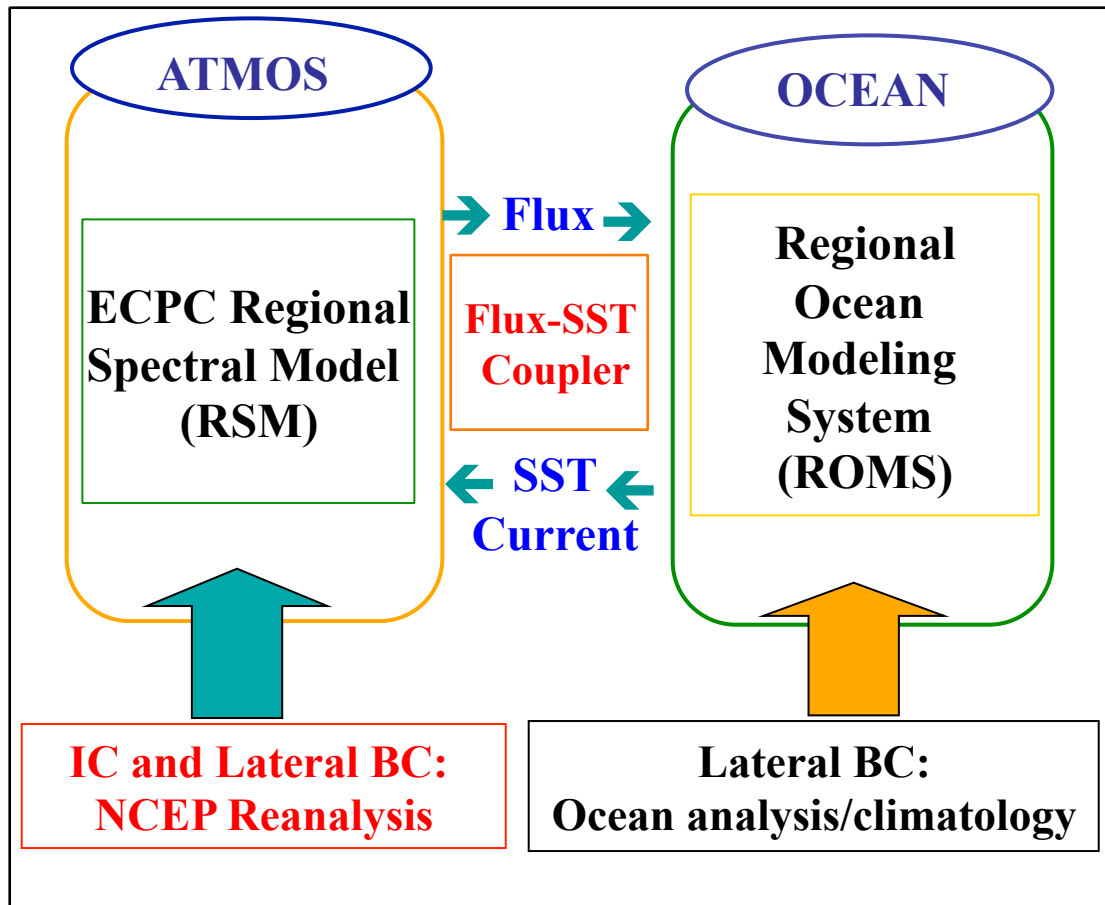 ATMOS
OCEAN
ECPC Regional
Spectral Model
(RSM)
Flux
Flux-SST
Coupler
SST
Current
Regional
Ocean
Modeling
System
(ROMS)
IC and Lateral BC:
NCEP Reanalysis
Lateral BC:
Ocean analysis/climatology